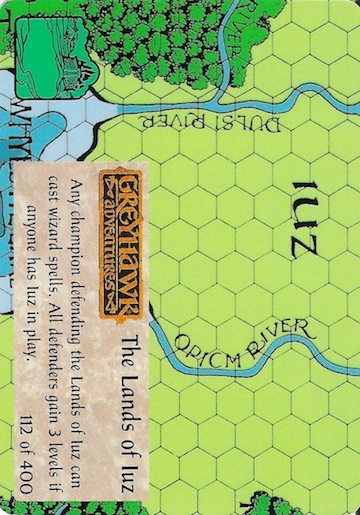 RIVER
DULSI RIVER
IUZ
OPICM RIVER
GREYHAWK
ADVENTURES
The Lands of Iuz
Any champion defending the Lands of Iuz can
cast wizard spells. All defenders gain 3 levels if
anyone has Iuz in play.
112 of 400